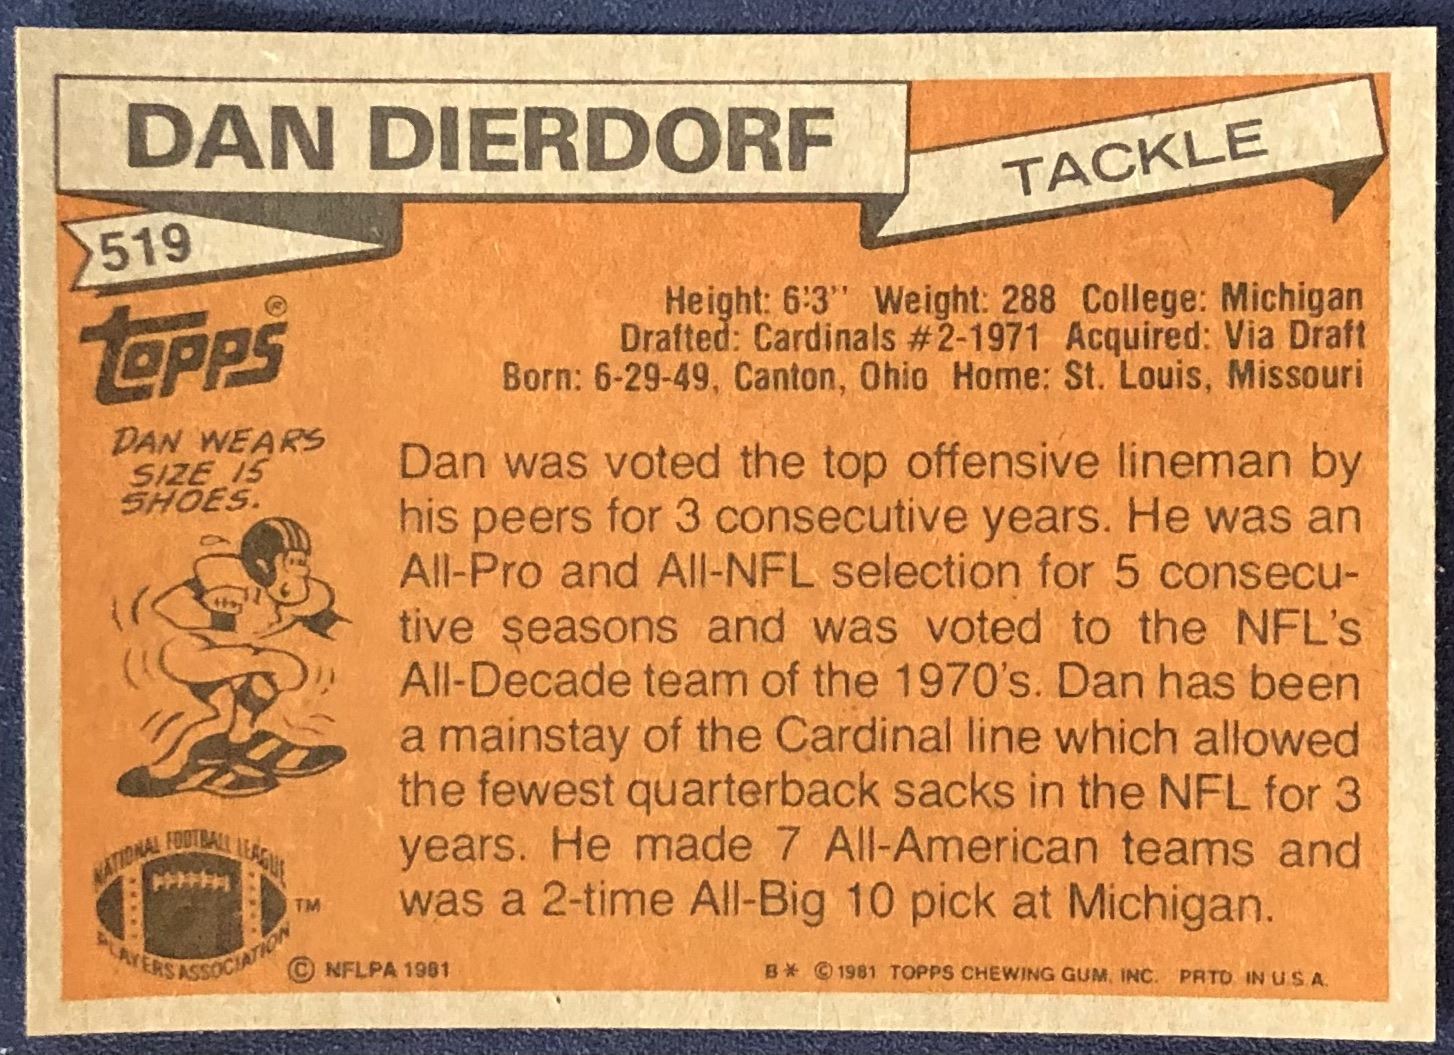 DAN DIERDORF
TACKLE
519
Topps ®
Height: 6'3'' Weight: 288 College: Michigan
Drafted: Cardinals #2-1971 Acquired: Via Draft
Born: 6-29-49, Canton, Ohio Home: St. Louis, Missouri
DAN WEARS
SIZE 15
SHOES.
Dan was voted the top offensive lineman by
his peers for 3 consecutive years. He was an
All-Pro and All-NFL selection for 5 consecu-
tive seasons and was voted to the NFL's
All-Decade team of the 1970's. Dan has been
a mainstay of the Cardinal line which allowed
the fewest quarterback sacks in the NFL for 3
years. He made 7 All-American teams and
was a 2-time All-Big 10 pick at Michigan.
NATIONAL FOOTBALL LEAGUE
PLAYERS ASSOCIATION
TM
© NFLPA 1981
B* © 1981 TOPPS CHEWING GUM, INC. PRTD. IN U.S.A.